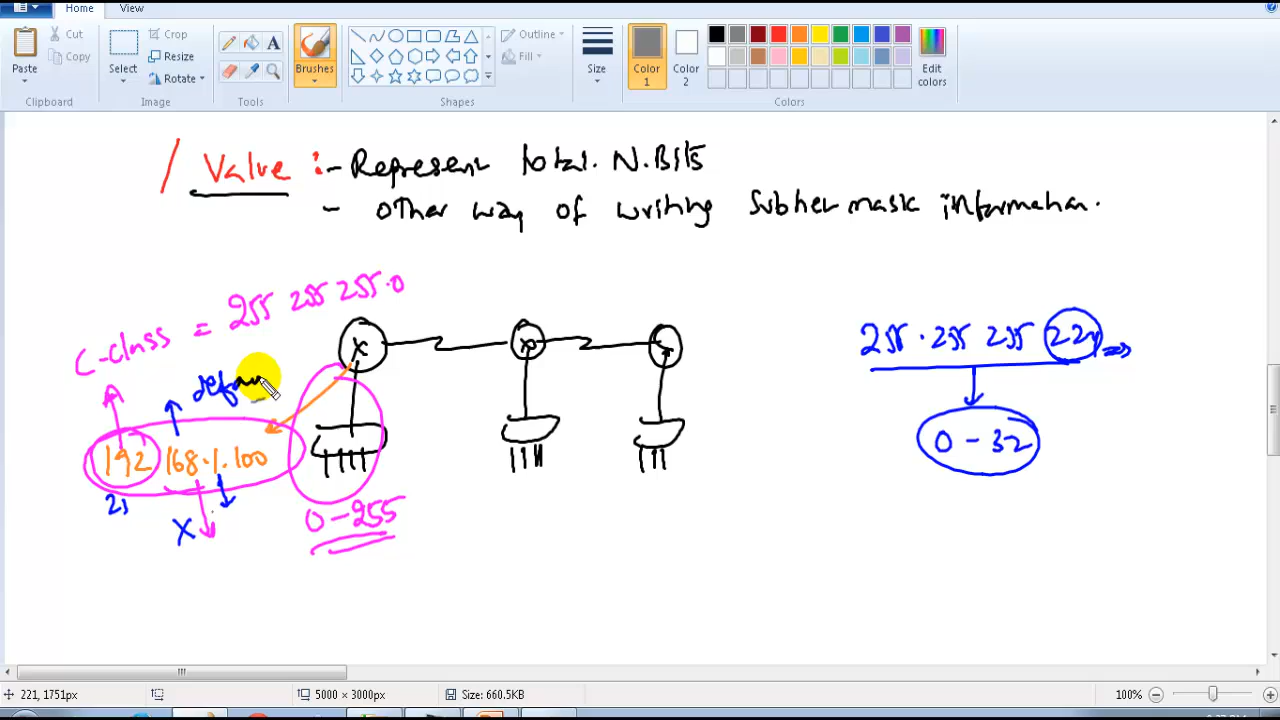 Home View
Cut
Copy
Paste
Clipboard
Select
Crop
Resize
Rotate
Image
A
Tools
Brushes
Outline
Fill
Shapes
Size
Color 1
Color 2
Edit colors
Colors
/ Value :- Represent total. N.Bits
- other way of writing subnet mask information.
C-class = 255 255 255.0
255.255 255 224
defau
192 168.1.100
0-32
X
0-255
X
221, 1751px
5000 × 3000px
Size: 660.5KB
100%